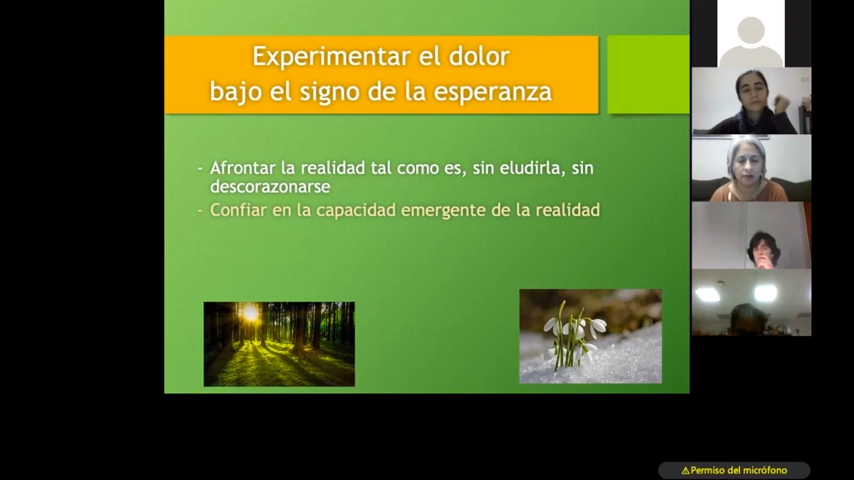 Experimentar el dolor
bajo el signo de la esperanza
- Afrontar la realidad tal como es, sin eludirla, sin
descorazonarse
- Confiar en la capacidad emergente de la realidad
⚠Permiso del micrófono